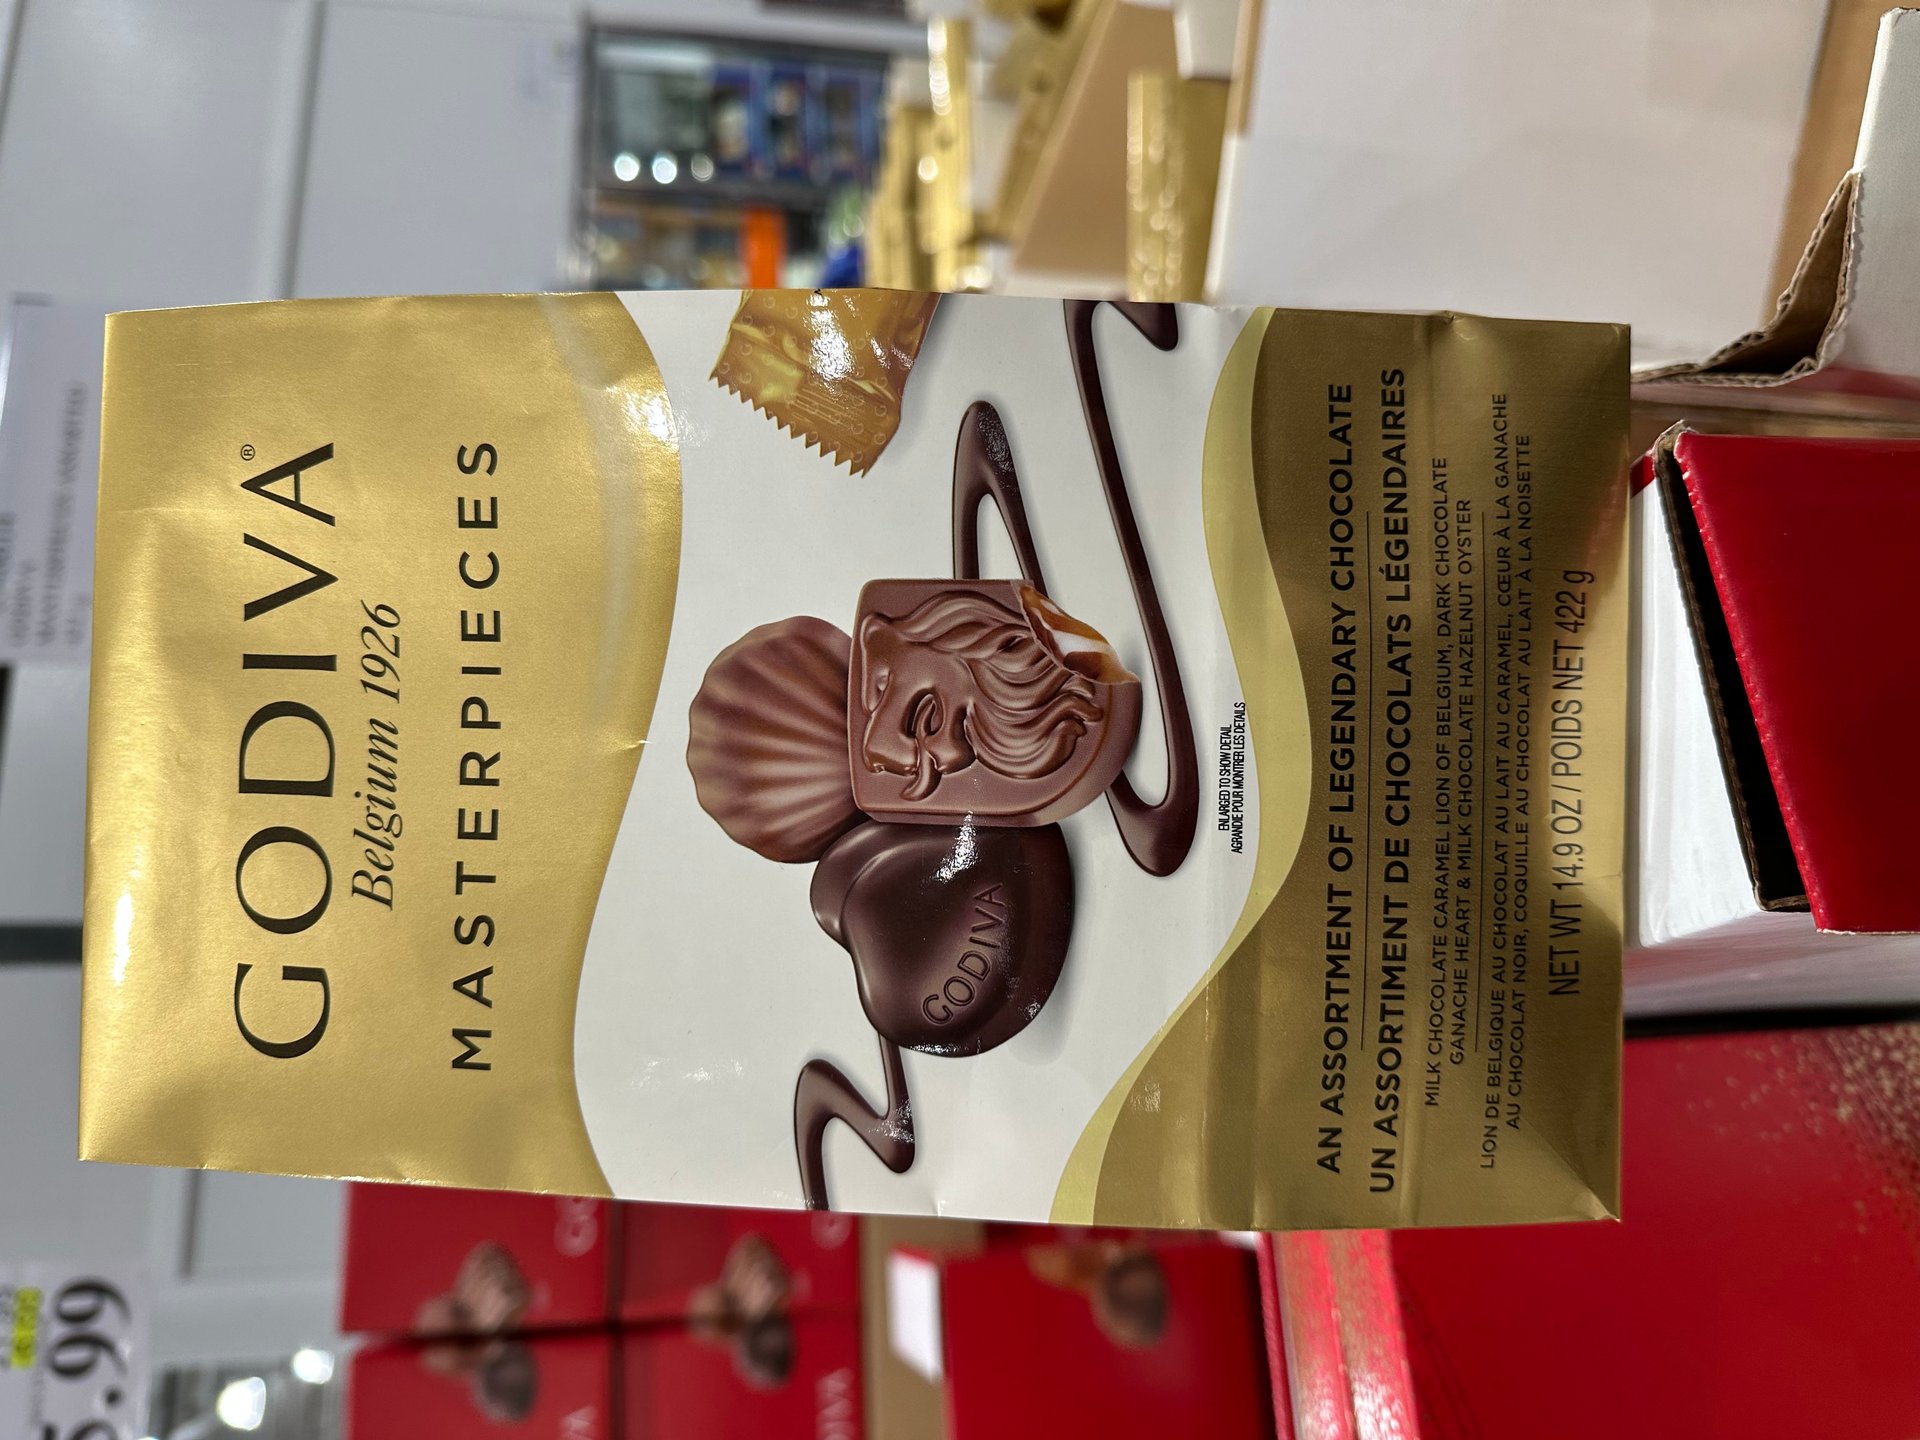 GODIVA®
Belgium 1926
MASTERPIECES
GODIVA
ENLARGED TO SHOW DETAIL
AGRANDIE POUR MONTRER LES DÉTAILS
AN ASSORTMENT OF LEGENDARY CHOCOLATE
UN ASSORTIMENT DE CHOCOLATS LÉGENDAIRES
MILK CHOCOLATE CARAMEL LION OF BELGIUM, DARK CHOCOLATE
GANACHE HEART & MILK CHOCOLATE HAZELNUT OYSTER
LION DE BELGIQUE AU CHOCOLAT AU LAIT AU CARAMEL, CŒUR À LA GANACHE
AU CHOCOLAT NOIR, COQUILLE AU CHOCOLAT AU LAIT À LA NOISETTE
NET WT 14.9 OZ / POIDS NET 422 g
.99